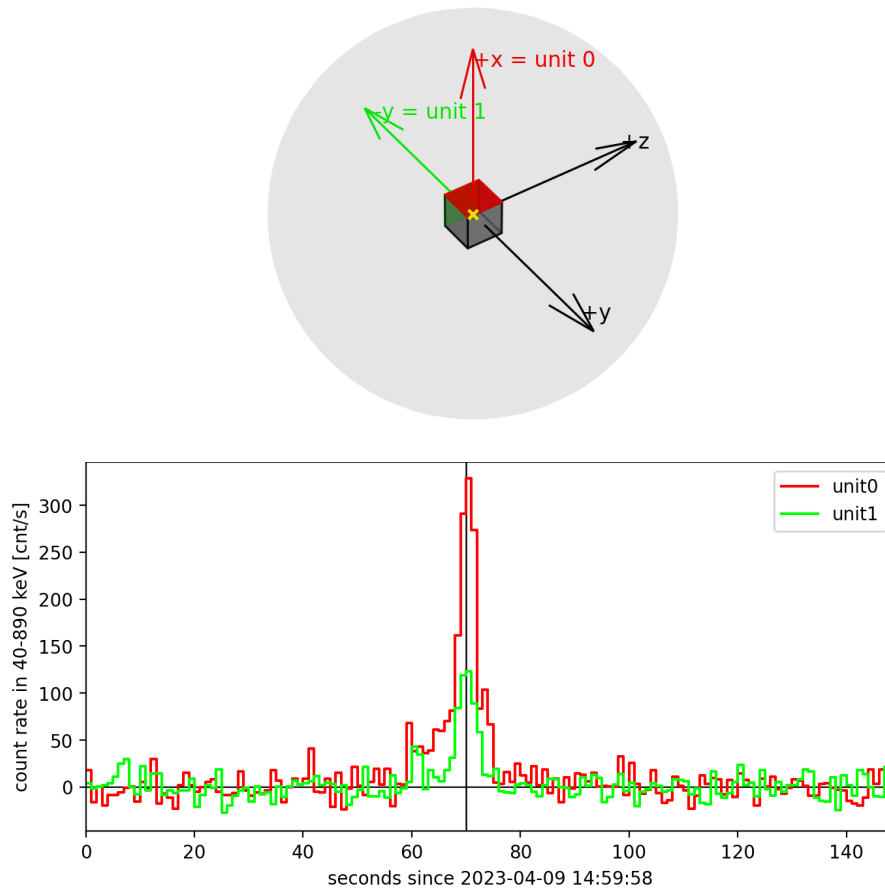 +x = unit 0
-y = unit 1
+z
+y
count rate in 40-890 keV [cnt/s]
300
250
200
150
100
50
0
unit0
unit1
0 20 40 60 80 100 120 140
seconds since 2023-04-09 14:59:58